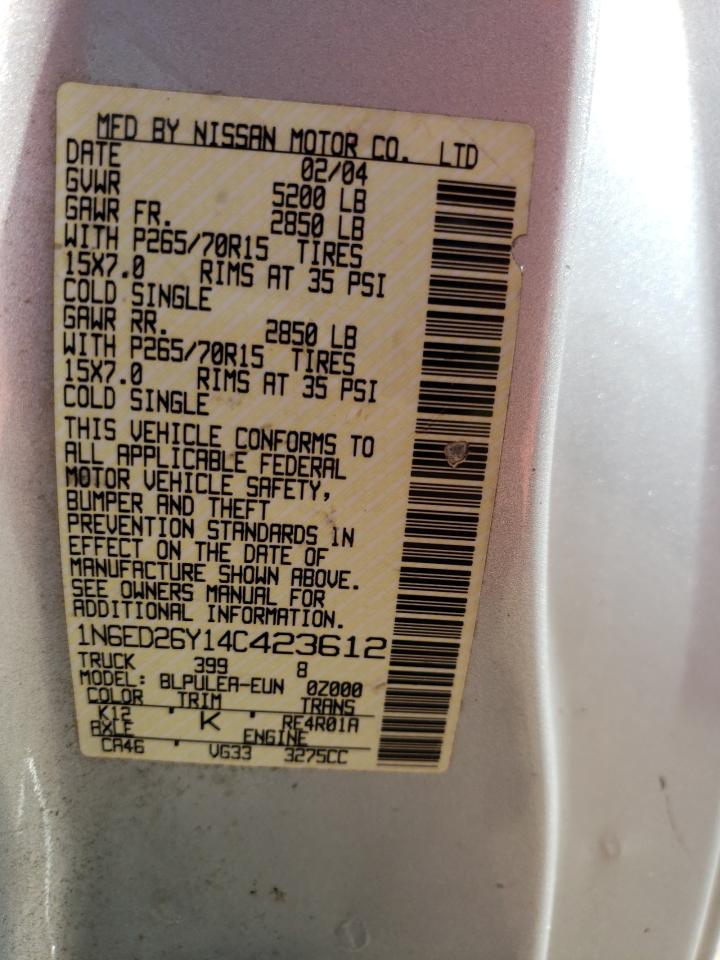 MFD BY NISSAN MOTOR CO. LTD
DATE 02/04
GVWR 5200 LB
GAWR FR. 2850 LB
WITH P265/70R15 TIRES
15X7.0 RIMS AT 35 PSI
COLD SINGLE
GAWR RR. 2850 LB
WITH P265/70R15 TIRES
15X7.0 RIMS AT 35 PSI
COLD SINGLE
THIS VEHICLE CONFORMS TO
ALL APPLICABLE FEDERAL
MOTOR VEHICLE SAFETY,
BUMPER AND THEFT
PREVENTION STANDARDS IN
EFFECT ON THE DATE OF
MANUFACTURE SHOWN ABOVE.
SEE OWNERS MANUAL FOR
ADDITIONAL INFORMATION.
1N6ED26Y14C423612
TRUCK 399 8
MODEL: BLPULEA-EUN 0Z000
COLOR TRIM TRANS
K12 K RE4R01A
AXLE ENGINE
CA46 VG33 3275CC